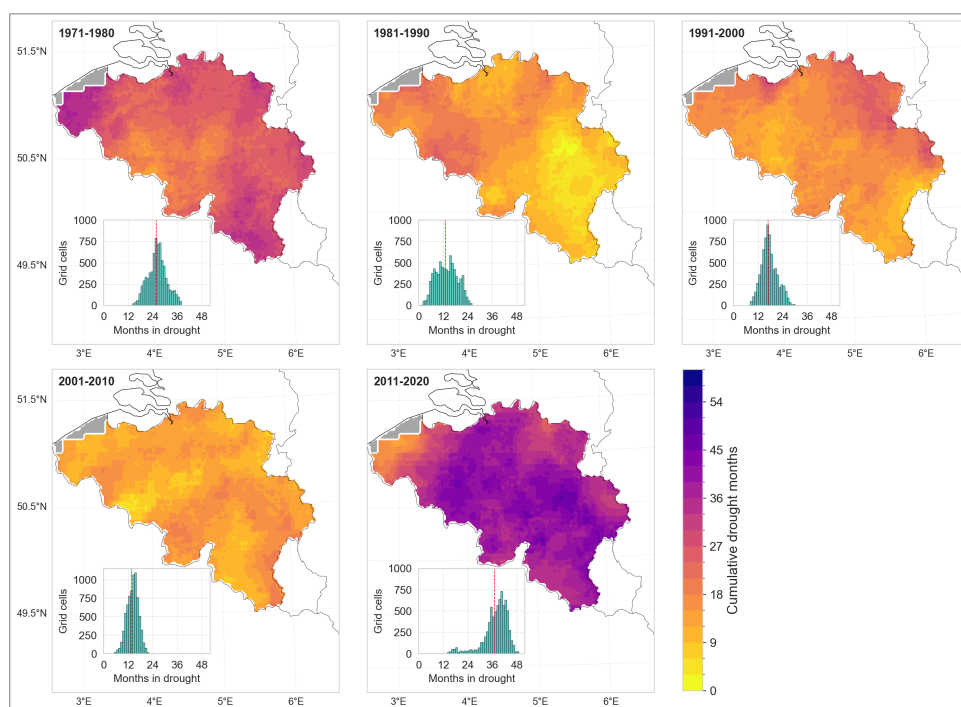 1971-1980
1981-1990
1991-2000
51.5°N
50.5°N
49.5°N
1000
750
500
250
0
Grid cells
0 12 24 36 48
Months in drought
1000
750
500
250
0
Grid cells
0 12 24 36 48
Months in drought
1000
750
500
250
0
Grid cells
0 12 24 36 48
Months in drought
3°E 4°E 5°E 6°E
3°E 4°E 5°E 6°E
3°E 4°E 5°E 6°E
2001-2010
2011-2020
51.5°N
50.5°N
49.5°N
1000
750
500
250
0
Grid cells
0 12 24 36 48
Months in drought
1000
750
500
250
0
Grid cells
0 12 24 36 48
Months in drought
3°E 4°E 5°E 6°E
3°E 4°E 5°E 6°E
54
45
36
27
18
9
0
Cumulative drought months